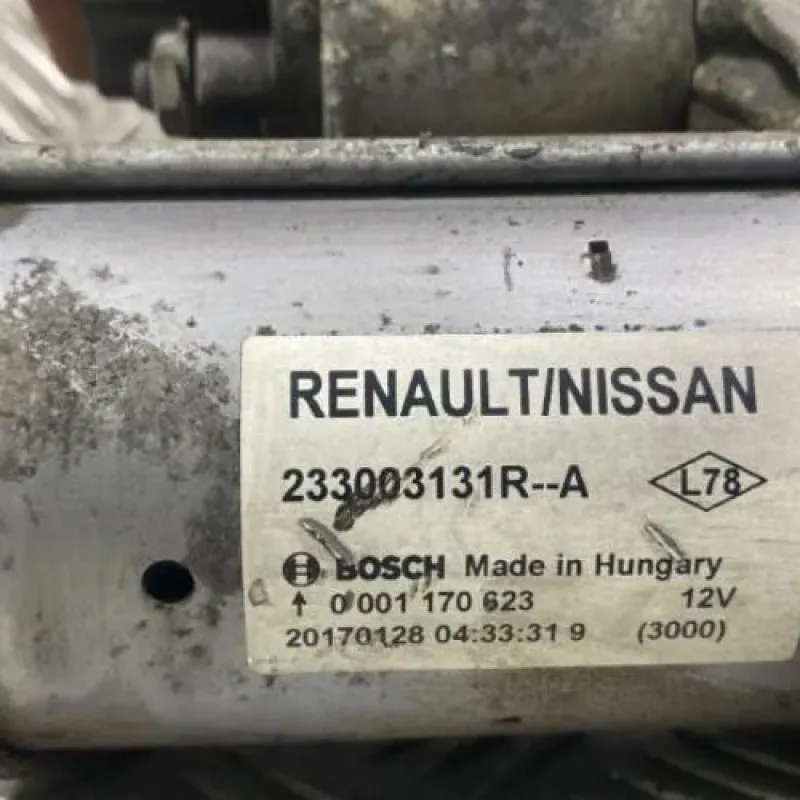 RENAULT/NISSAN
233003131R--A L78
BOSCH Made in Hungary
0 001 170 623 12V
20170128 04:33:31 9 (3000)